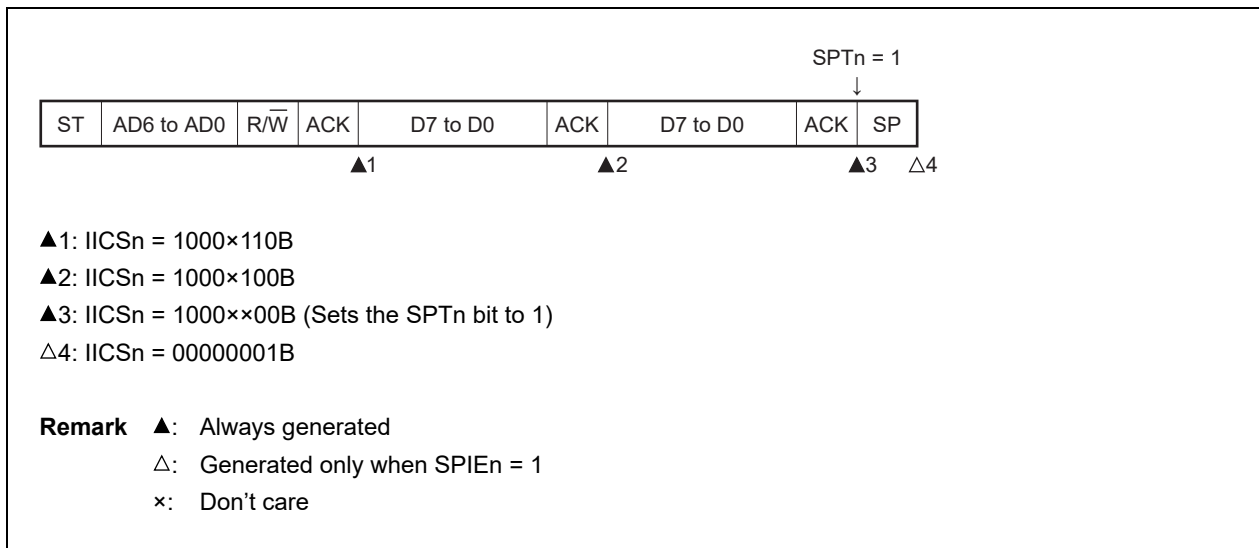 SPTn = 1
↓
ST AD6 to AD0 R/W̅ ACK D7 to D0 ACK D7 to D0 ACK SP
▲1 ▲2 ▲3 △4
▲1: IICSn = 1000×110B
▲2: IICSn = 1000×100B
▲3: IICSn = 1000××00B (Sets the SPTn bit to 1)
△4: IICSn = 00000001B
Remark ▲: Always generated
△: Generated only when SPIEn = 1
×: Don’t care